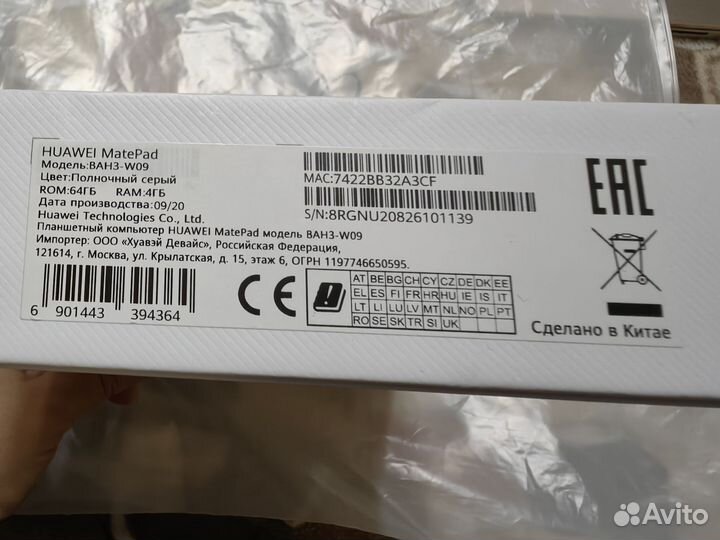 HUAWEI MatePad
Модель:BAH3-W09
Цвет:Полночный серый
ROM:64ГБ RAM:4ГБ
Дата производства:09/20
Huawei Technologies Co., Ltd.
Планшетный компьютер HUAWEI MatePad модель BAH3-W09
Импортер: ООО «Хуавэй Девайс», Российская Федерация,
121614, г. Москва, ул. Крылатская, д. 15, этаж 6, ОГРН 1197746650595.
6 901443 394364
MAC:7422BB32A3CF
S/N:8RGNU20826101139
CE
AT BE BG CH CY CZ DE DK EE
EL ES FI FR HR HU IE IS IT
LT LI LU LV MT NL NO PL PT
RO SE SK TR SI UK
EAC
Сделано в Китае
Avito